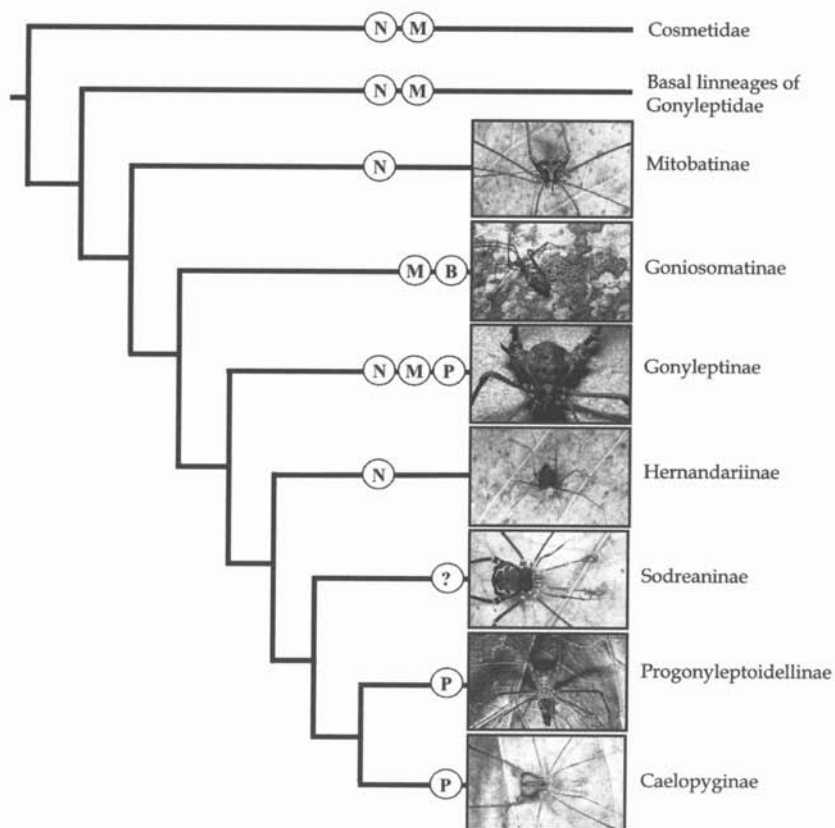 N M Cosmetidae
N M Basal linneages of
Gonyleptidae
N Mitobatinae
M B Goniosomatinae
N M P Gonyleptinae
N Hernandariinae
? Sodreaninae
P Progonyleptoidellinae
P Caelopyginae